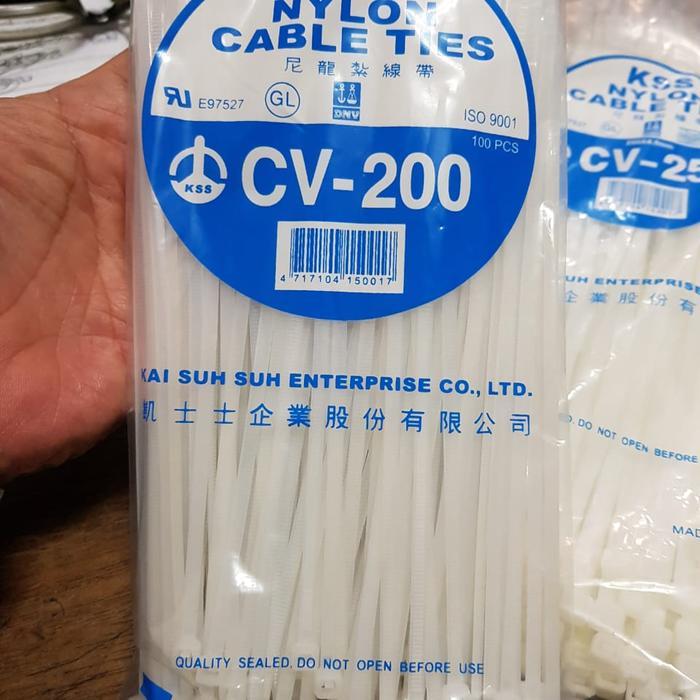 NYLON
CABLE TIES
尼龍紮線帶
E97527
GL
DNV
ISO 9001
100 PCS
KSS
CV-200
4 717104 150017
KAI SUH SUH ENTERPRISE CO., LTD.
凱士士企業股份有限公司
QUALITY SEALED. DO NOT OPEN BEFORE USE
KSS
NYLON
CABLE
CV-25
UH ENTERPRISE
企業股份有
DO NOT OPEN BEFORE
MAD